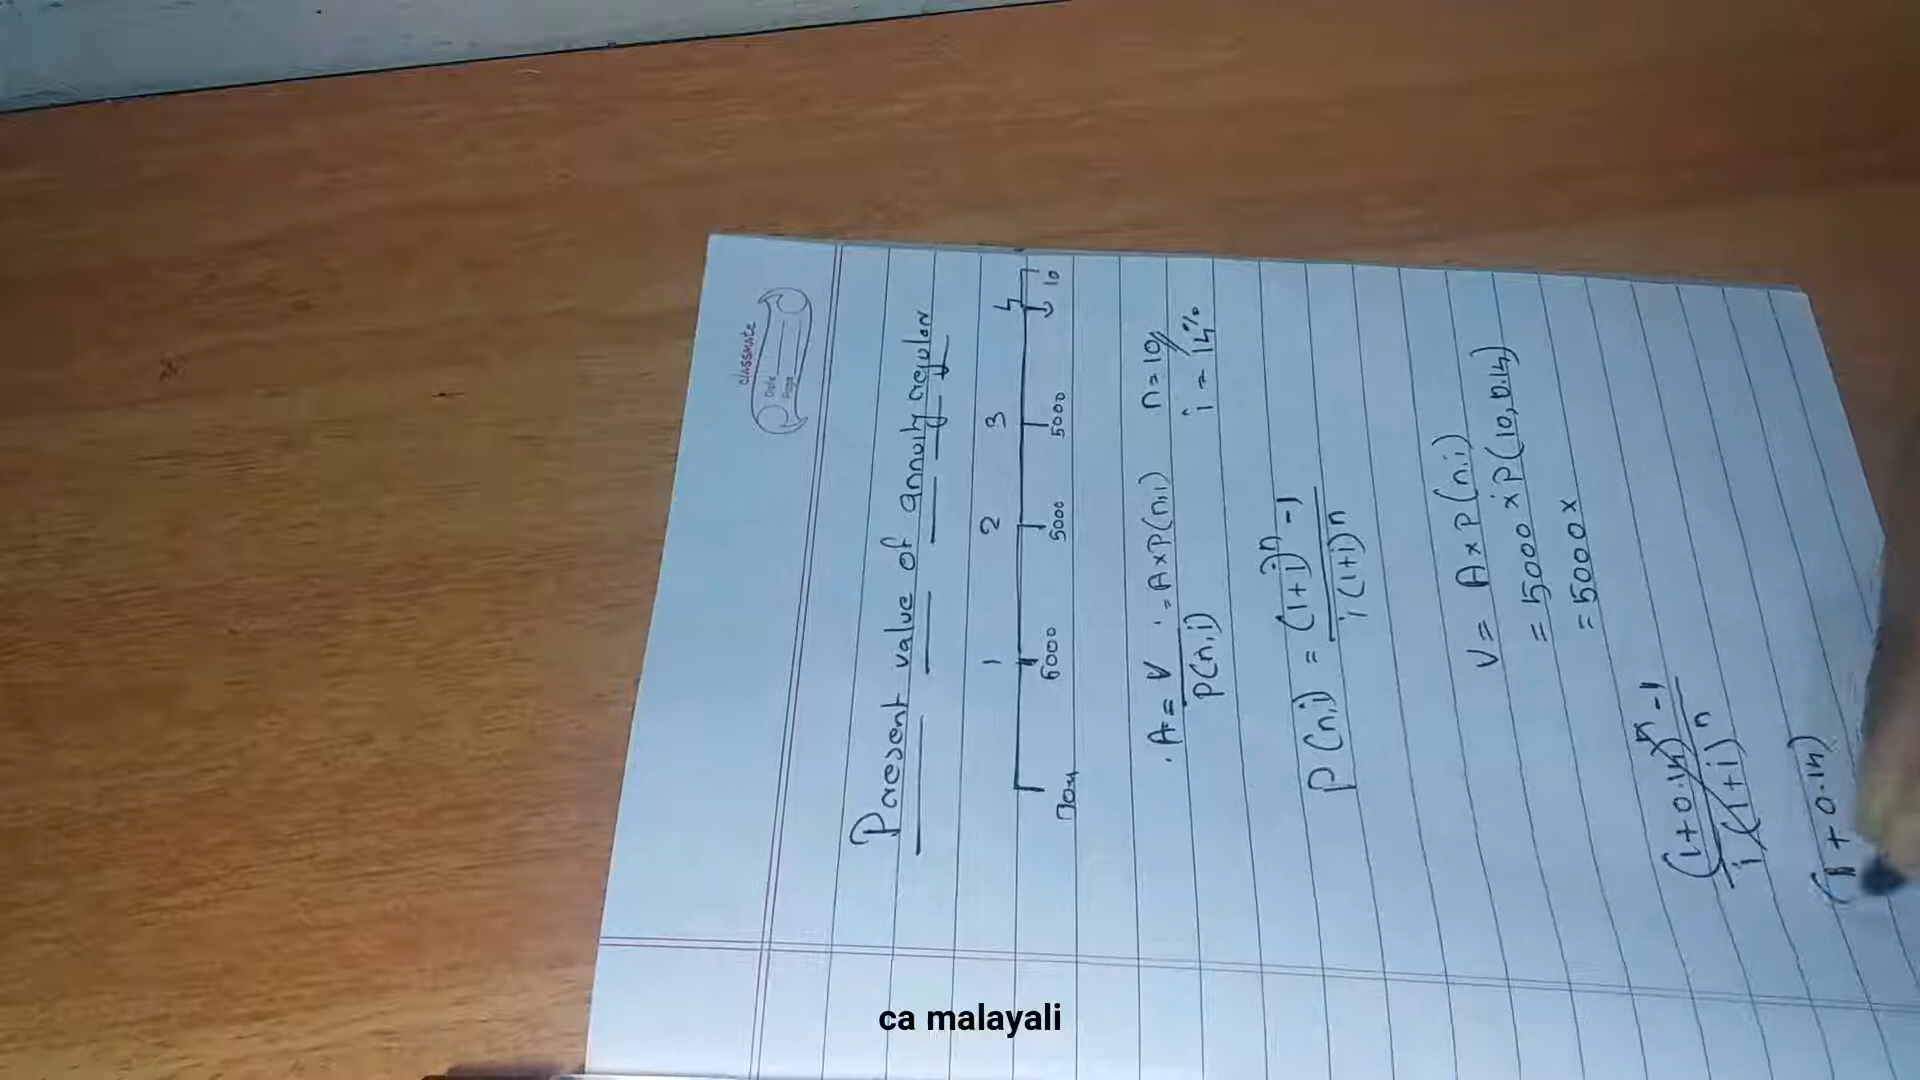 classmate
Date
Page
Present value of annuity regular
1 2 3
5000 5000 5000 10
A = V/P(n,i) = A×P(n,i) n = 10
i = 14%
P(n,i) = (1+i)^n - 1 / i(1+i)^n
V = A × P(n,i)
= 5000 × P(10, 0.14)
= 5000 ×
(1+0.14)^n - 1
i(1+i)^n
(1+0.14)
ca malayali